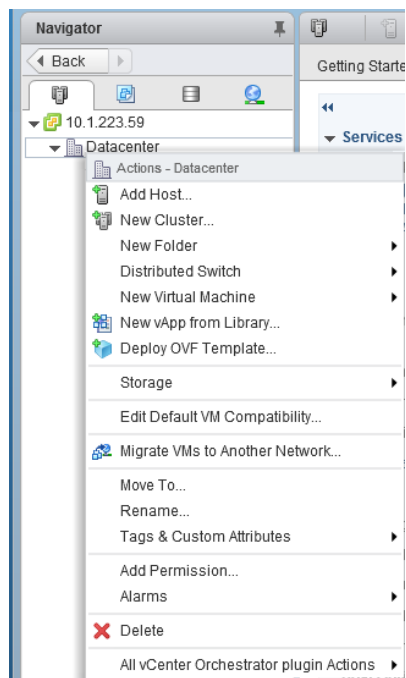 Navigator
Back
Getting Starte
10.1.223.59
Services
Datacenter
Actions - Datacenter
Add Host...
New Cluster...
New Folder
Distributed Switch
New Virtual Machine
New vApp from Library...
Deploy OVF Template...
Storage
Edit Default VM Compatibility...
Migrate VMs to Another Network...
Move To...
Rename...
Tags & Custom Attributes
Add Permission...
Alarms
Delete
All vCenter Orchestrator plugin Actions